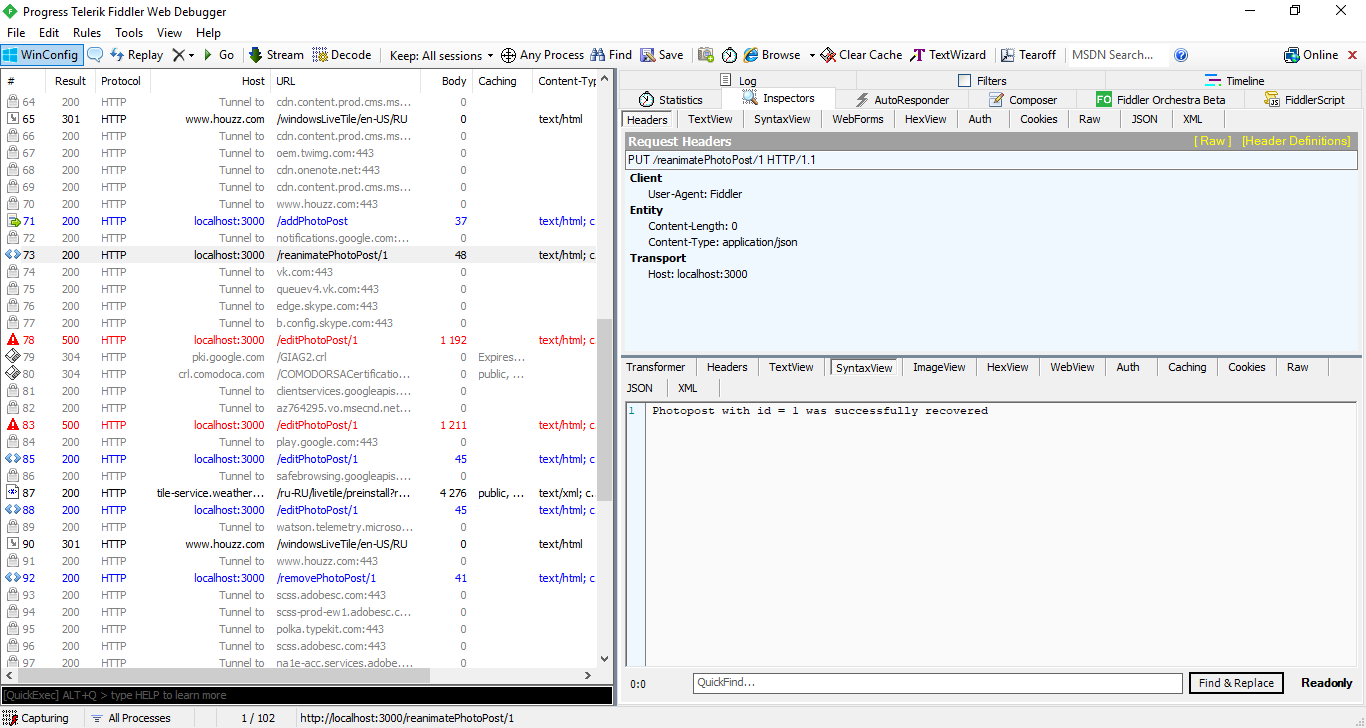 Progress Telerik Fiddler Web Debugger
File Edit Rules Tools View Help
WinConfig Replay Go Stream Decode Keep: All sessions Any Process Find Save Browse Clear Cache TextWizard Tearoff MSDN Search... Online
# Result Protocol Host URL Body Caching Content-Typ
64 200 HTTP Tunnel to cdn.content.prod.cms.ms... 0
65 301 HTTP www.houzz.com /windowsLiveTile/en-US/RU 0 text/html
66 200 HTTP Tunnel to cdn.content.prod.cms.ms... 0
67 200 HTTP Tunnel to oem.twimg.com:443 0
68 200 HTTP Tunnel to cdn.onenote.net:443 0
69 200 HTTP Tunnel to cdn.content.prod.cms.ms... 0
70 200 HTTP Tunnel to www.houzz.com:443 0
71 200 HTTP localhost:3000 /addPhotoPost 37 text/html; c
72 200 HTTP Tunnel to notifications.google.com:... 0
73 200 HTTP localhost:3000 /reanimatePhotoPost/1 48 text/html; c
74 200 HTTP Tunnel to vk.com:443 0
75 200 HTTP Tunnel to queuev4.vk.com:443 0
76 200 HTTP Tunnel to edge.skype.com:443 0
77 200 HTTP Tunnel to b.config.skype.com:443 0
78 500 HTTP localhost:3000 /editPhotoPost/1 1 192 text/html; c
79 304 HTTP pki.google.com /GIAG2.crl 0 Expires...
80 304 HTTP crl.comodoca.com /COMODORSACertificatio... 0 public, ...
81 200 HTTP Tunnel to clientservices.googleapis.... 0
82 200 HTTP Tunnel to az764295.vo.msecnd.net... 0
83 500 HTTP localhost:3000 /editPhotoPost/1 1 211 text/html; c
84 200 HTTP Tunnel to play.google.com:443 0
85 200 HTTP localhost:3000 /editPhotoPost/1 45 text/html; c
86 200 HTTP Tunnel to safebrowsing.googleapis.... 0
87 200 HTTP tile-service.weather... /ru-RU/livetile/preinstall?r... 4 276 public, ... text/xml; c.
88 200 HTTP localhost:3000 /editPhotoPost/1 45 text/html; c
89 200 HTTP Tunnel to watson.telemetry.microso... 0
90 301 HTTP www.houzz.com /windowsLiveTile/en-US/RU 0 text/html
91 200 HTTP Tunnel to www.houzz.com:443 0
92 200 HTTP localhost:3000 /removePhotoPost/1 41 text/html; c
93 200 HTTP Tunnel to scss.adobesc.com:443 0
94 200 HTTP Tunnel to scss-prod-ew1.adobesc.c... 0
95 200 HTTP Tunnel to polka.typekit.com:443 0
96 200 HTTP Tunnel to scss.adobesc.com:443 0
97 200 HTTP Tunnel to na1e-acc.services.adobe.... 0
[QuickExec] ALT+Q > type HELP to learn more
Log Filters Timeline
Statistics Inspectors AutoResponder Composer FO Fiddler Orchestra Beta JS FiddlerScript
Headers TextView SyntaxView WebForms HexView Auth Cookies Raw JSON XML
Request Headers [ Raw ] [Header Definitions]
PUT /reanimatePhotoPost/1 HTTP/1.1
Client
User-Agent: Fiddler
Entity
Content-Length: 0
Content-Type: application/json
Transport
Host: localhost:3000
Transformer Headers TextView SyntaxView ImageView HexView WebView Auth Caching Cookies Raw
JSON XML
1 Photopost with id = 1 was successfully recovered
0:0 QuickFind... Find & Replace Readonly
Capturing All Processes 1 / 102 http://localhost:3000/reanimatePhotoPost/1